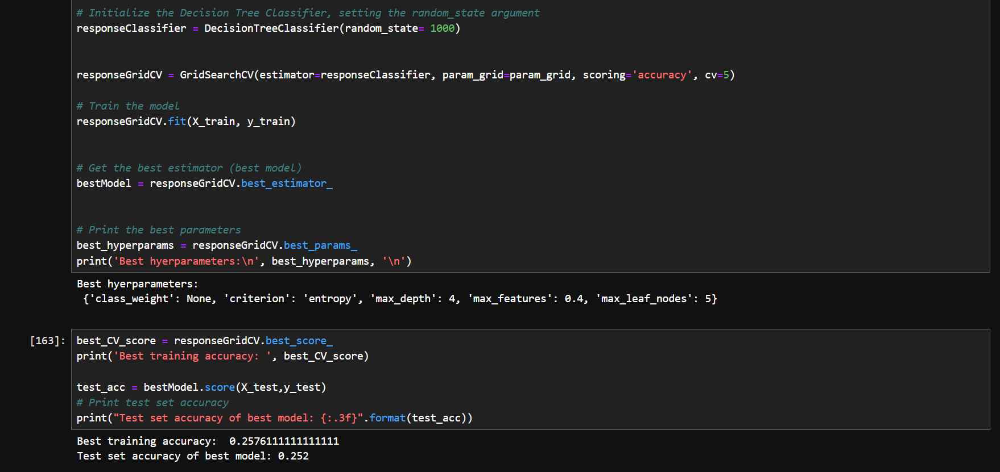 # Initialize the Decision Tree Classifier, setting the random_state argument
responseClassifier = DecisionTreeClassifier(random_state= 1000)
responseGridCV = GridSearchCV(estimator=responseClassifier, param_grid=param_grid, scoring='accuracy', cv=5)
# Train the model
responseGridCV.fit(X_train, y_train)
# Get the best estimator (best model)
bestModel = responseGridCV.best_estimator_
# Print the best parameters
best_hyperparams = responseGridCV.best_params_
print('Best hyerparameters:\n', best_hyperparams, '\n')
Best hyerparameters:
 {'class_weight': None, 'criterion': 'entropy', 'max_depth': 4, 'max_features': 0.4, 'max_leaf_nodes': 5}
[163]: best_CV_score = responseGridCV.best_score_
print('Best training accuracy: ', best_CV_score)
test_acc = bestModel.score(X_test,y_test)
# Print test set accuracy
print("Test set accuracy of best model: {:.3f}".format(test_acc))
Best training accuracy:  0.2576111111111111
Test set accuracy of best model: 0.252